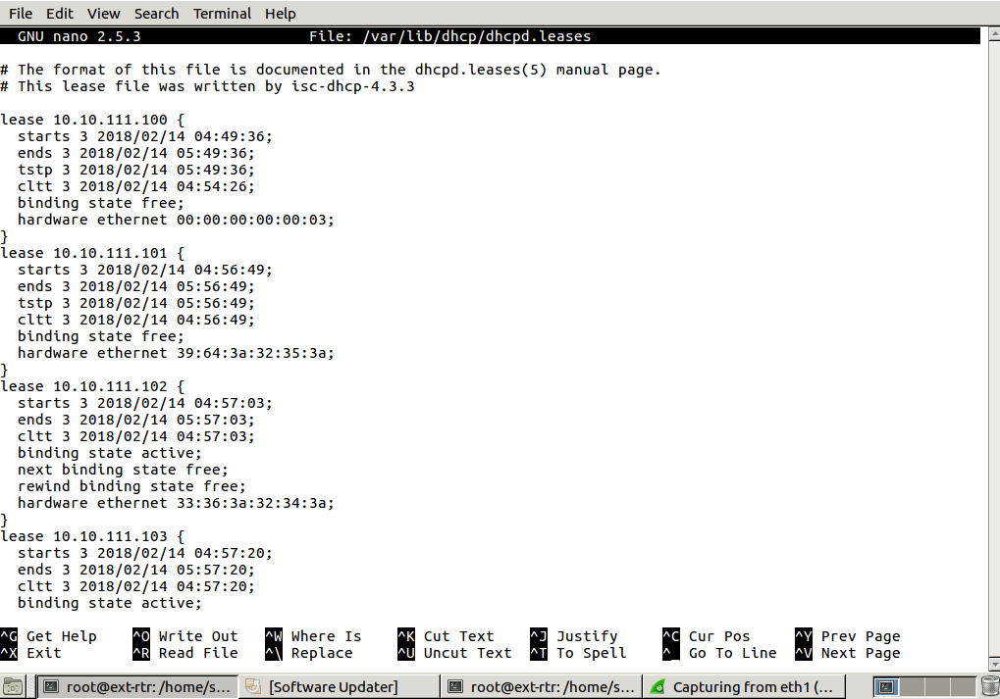 File Edit View Search Terminal Help
GNU nano 2.5.3 File: /var/lib/dhcp/dhcpd.leases
# The format of this file is documented in the dhcpd.leases(5) manual page.
# This lease file was written by isc-dhcp-4.3.3
lease 10.10.111.100 {
starts 3 2018/02/14 04:49:36;
ends 3 2018/02/14 05:49:36;
tstp 3 2018/02/14 05:49:36;
cltt 3 2018/02/14 04:54:26;
binding state free;
hardware ethernet 00:00:00:00:00:03;
}
lease 10.10.111.101 {
starts 3 2018/02/14 04:56:49;
ends 3 2018/02/14 05:56:49;
tstp 3 2018/02/14 05:56:49;
cltt 3 2018/02/14 04:56:49;
binding state free;
hardware ethernet 39:64:3a:32:35:3a;
}
lease 10.10.111.102 {
starts 3 2018/02/14 04:57:03;
ends 3 2018/02/14 05:57:03;
cltt 3 2018/02/14 04:57:03;
binding state active;
next binding state free;
rewind binding state free;
hardware ethernet 33:36:3a:32:34:3a;
}
lease 10.10.111.103 {
starts 3 2018/02/14 04:57:20;
ends 3 2018/02/14 05:57:20;
cltt 3 2018/02/14 04:57:20;
binding state active;
^G Get Help ^O Write Out ^W Where Is ^K Cut Text ^J Justify ^C Cur Pos ^Y Prev Page
^X Exit ^R Read File ^\ Replace ^U Uncut Text ^T To Spell ^_ Go To Line ^V Next Page
root@ext-rtr: /home/s... [Software Updater] root@ext-rtr: /home/s... Capturing from eth1 (...